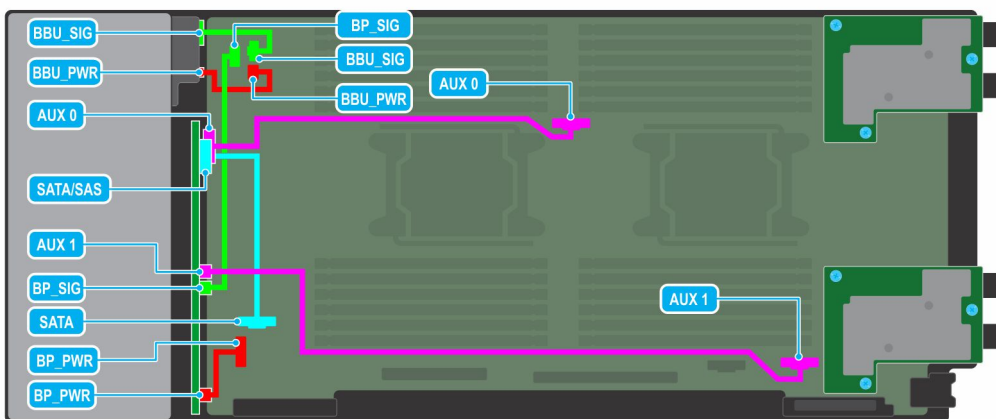 BBU_SIG
BP_SIG
BBU_SIG
BBU_PWR
BBU_PWR
AUX 0
AUX 0
SATA/SAS
AUX 1
BP_SIG
AUX 1
SATA
BP_PWR
BP_PWR